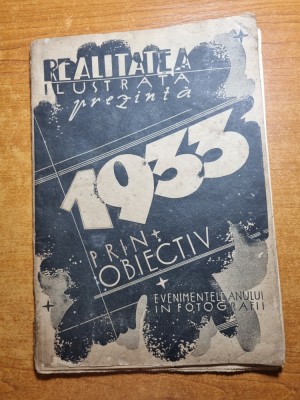 REALITATEA
ILUSTRATĂ
prezintă
1933
PRIN
OBIECTIV
EVENIMENTELE ANULUI
IN FOTOGRAFII